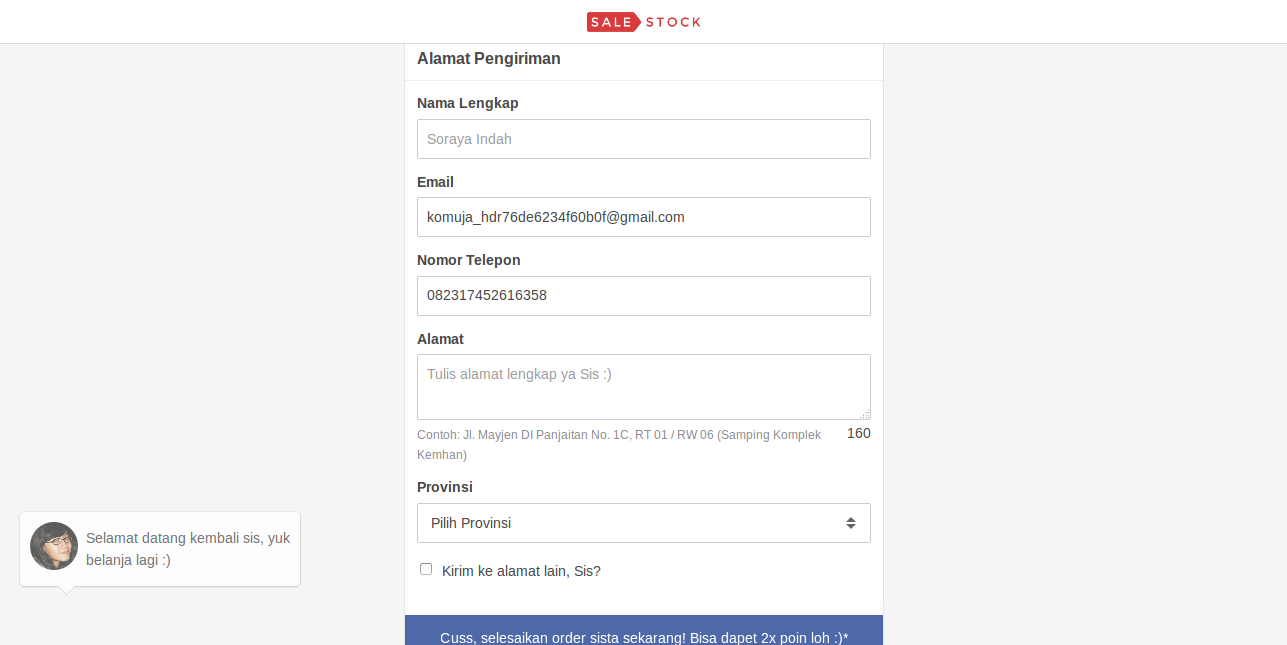 SALE STOCK
Alamat Pengiriman
Nama Lengkap
Soraya Indah
Email
komuja_hdr76de6234f60b0f@gmail.com
Nomor Telepon
082317452616358
Alamat
Tulis alamat lengkap ya Sis :)
Contoh: Jl. Mayjen DI Panjaitan No. 1C, RT 01 / RW 06 (Samping Komplek
Kemhan)
160
Provinsi
Pilih Provinsi
Kirim ke alamat lain, Sis?
Selamat datang kembali sis, yuk
belanja lagi :)
Cuss, selesaikan order sista sekarang! Bisa dapet 2x poin loh :)*